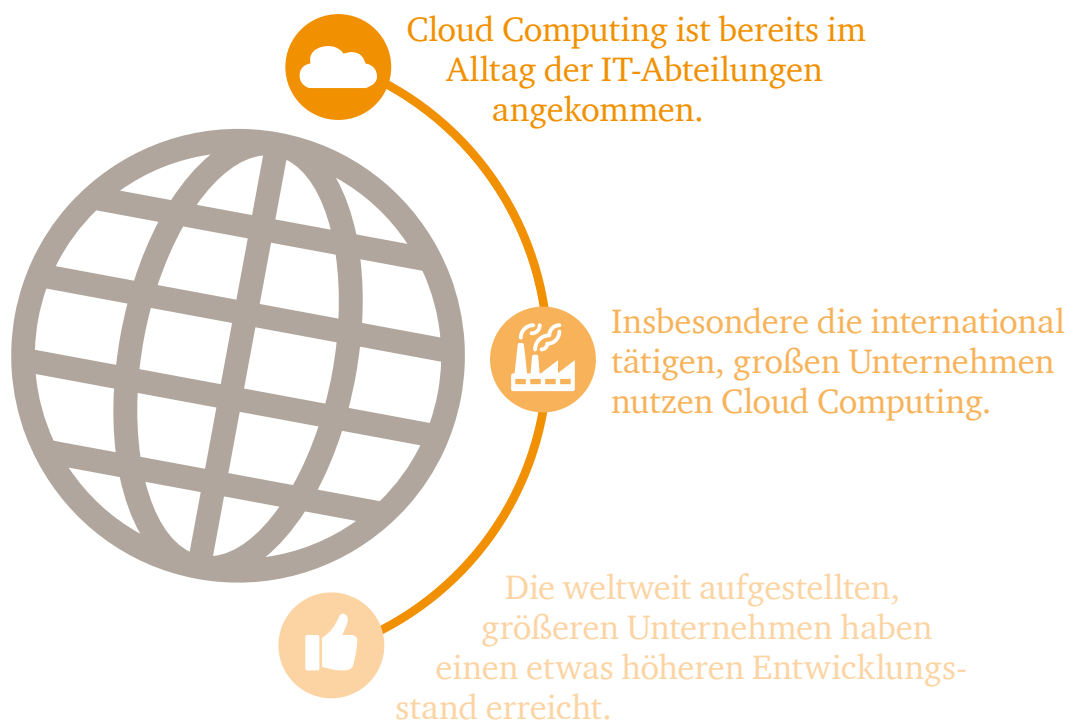 Cloud Computing ist bereits im
Alltag der IT-Abteilungen
angekommen.
Insbesondere die international
tätigen, großen Unternehmen
nutzen Cloud Computing.
Die weltweit aufgestellten,
größeren Unternehmen haben
einen etwas höheren Entwicklungs-
stand erreicht.